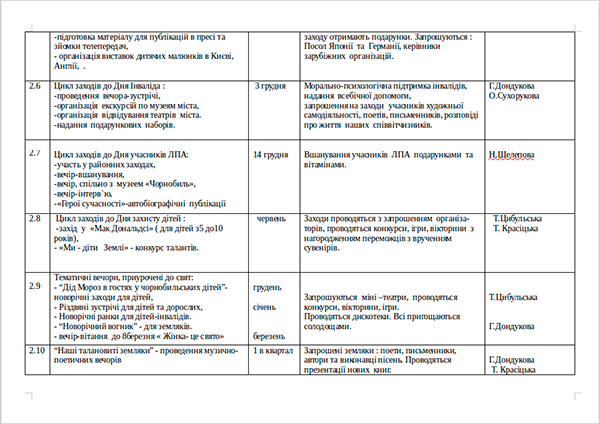 -підготовка матеріалу для публікацій в пресі та
зйомки телепередач,
- організація виставок дитячих малюнків в Києві,
Англії, .
заходу отримають подарунки. Запрошуються :
Посол Японії та Германії, керівники
зарубіжних організацій.
2.6
Цикл заходів до Дня Інваліда :
-проведення вечора-зустрічі,
-організація екскурсій по музеям міста,
-організація відвідування театрів міста.
-надання подарункових наборів.
3 грудня
Морально-психологічна підтримка інвалідів,
надання всебічної допомоги,
запрошення на заходи учасників художньої
самодіяльності, поетів, письменників, розповіді
про життя наших співвітчизників.
Г.Дондукова
О.Сухорукова
2.7
Цикл заходів до Дня учасників ЛПА:
-участь у районних заходах,
-вечір-вшанування,
-вечір, спільно з музеєм «Чорнобиль»,
-вечір-інтерв`ю,
-«Герої сучасності»-автобіографічні публікації
14 грудня
Вшанування учасників ЛПА подарунками та
вітамінами.
Н.Шелепова
2.8
Цикл заходів до Дня захисту дітей :
-захід у «Мак Дональдсі» ( для дітей з5 до10
років),
- «Ми - діти Землі» - конкурс талантів.
червень
Заходи проводяться з запрошенням організа-
торів, проводяться конкурси, ігри, вікторини з
нагородженням переможців з врученням
сувенірів.
Т.Цибульська
Т. Красіцька
2.9
Тематичні вечори, приурочені до свят:
- “Дід Мороз в гостях у чорнобильських дітей”-
новорічні заходи для дітей,
- Різдвяні зустрічі для дітей та дорослих,
- Новорічні ранки для дітей-інвалідів.
- “Новорічний вогник” - для земляків.
- вечір-вітання до 8березня « Жінка- це свято»
грудень
січень
березень
Запрошуються міні –театри, проводяться
конкурси, вікторини, ігри.
Проводяться дискотеки. Всі пригощаються
солодощами.
Т.Цибульська
Г.Дондукова
2.10
“Наші талановиті земляки” - проведення музично-
поетичних вечорів
1 в квартал
Запрошені земляки : поети, письменники,
автори та виконавці пісень. Проводяться
презентації нових книг.
Г.Дондукова
Т. Красіцька